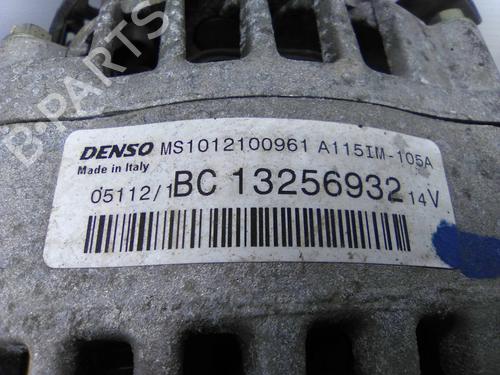 B-PARTS
DENSO MS1012100961 A115IM-105A
Made in Italy
05112/1 BC 13256932 14V